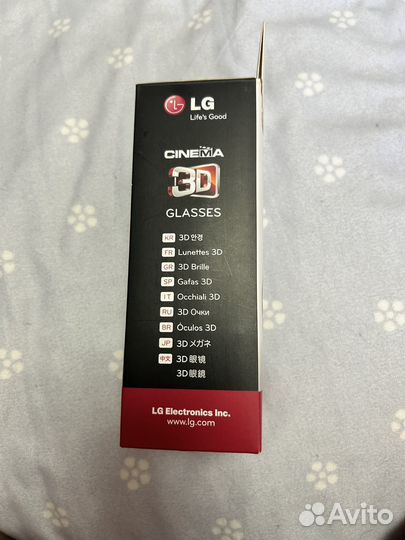 LG
Life's Good
CINEMA
3D
GLASSES
KR 3D 안경
FR Lunettes 3D
GR 3D Brille
SP Gafas 3D
IT Occhiali 3D
RU 3D Очки
BR Óculos 3D
JP 3D メガネ
中文 3D 眼镜
3D 眼鏡
LG Electronics Inc.
www.lg.com
Avito